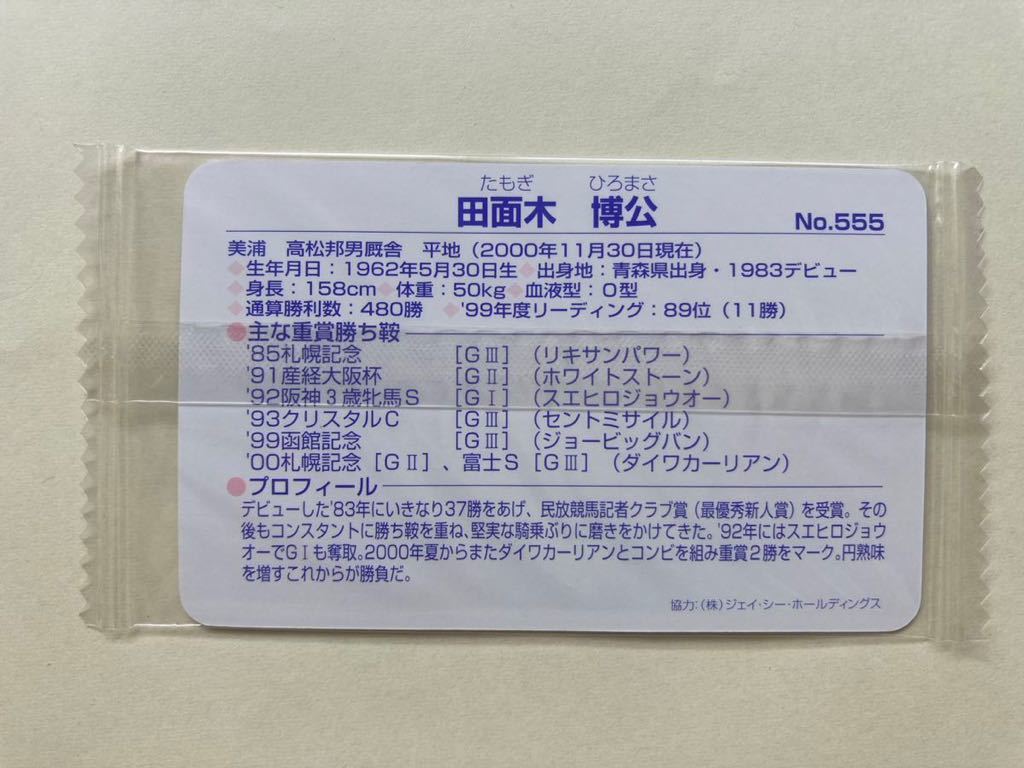 たもぎ ひろまさ
田面木 博公 No.555
美浦 高松邦男厩舎 平地(2000年11月30日現在)
◆生年月日:1962年5月30日生◆出身地:青森県出身・1983デビュー
◆身長:158cm◆体重:50kg◆血液型:O型
◆通算勝利数:480勝 ◆'99年度リーディング:89位(11勝)
●主な重賞勝ち鞍
'85札幌記念 [GⅢ] (リキサンパワー)
'91産経大阪杯 [GⅡ] (ホワイトストーン)
'92阪神3歳牝馬S [GⅠ] (スエヒロジョウオー)
'93クリスタルC [GⅢ] (セントミサイル)
'99函館記念 [GⅢ] (ジョービッグバン)
'00札幌記念[GⅡ]、富士S[GⅢ](ダイワカーリアン)
●プロフィール
デビューした'83年にいきなり37勝をあげ、民放競馬記者クラブ賞(最優秀新人賞)を受賞。その
後もコンスタントに勝ち鞍を重ね、堅実な騎乗ぶりに磨きをかけてきた。'92年にはスエヒロジョウ
オーでGⅠも奪取。2000年夏からまたダイワカーリアンとコンビを組み重賞2勝をマーク。円熟味
を増すこれからが勝負だ。
協力:(株)ジェイ・シー・ホールディングス